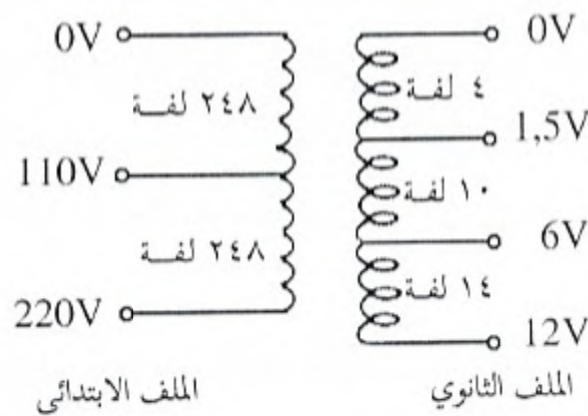 0V
0V
٢٤٨ لفة
٤ لفة
1,5V
110V
١٠ لفة
6V
٢٤٨ لفة
١٤ لفة
220V
12V
الملف الثانوي
الملف الابتدائى